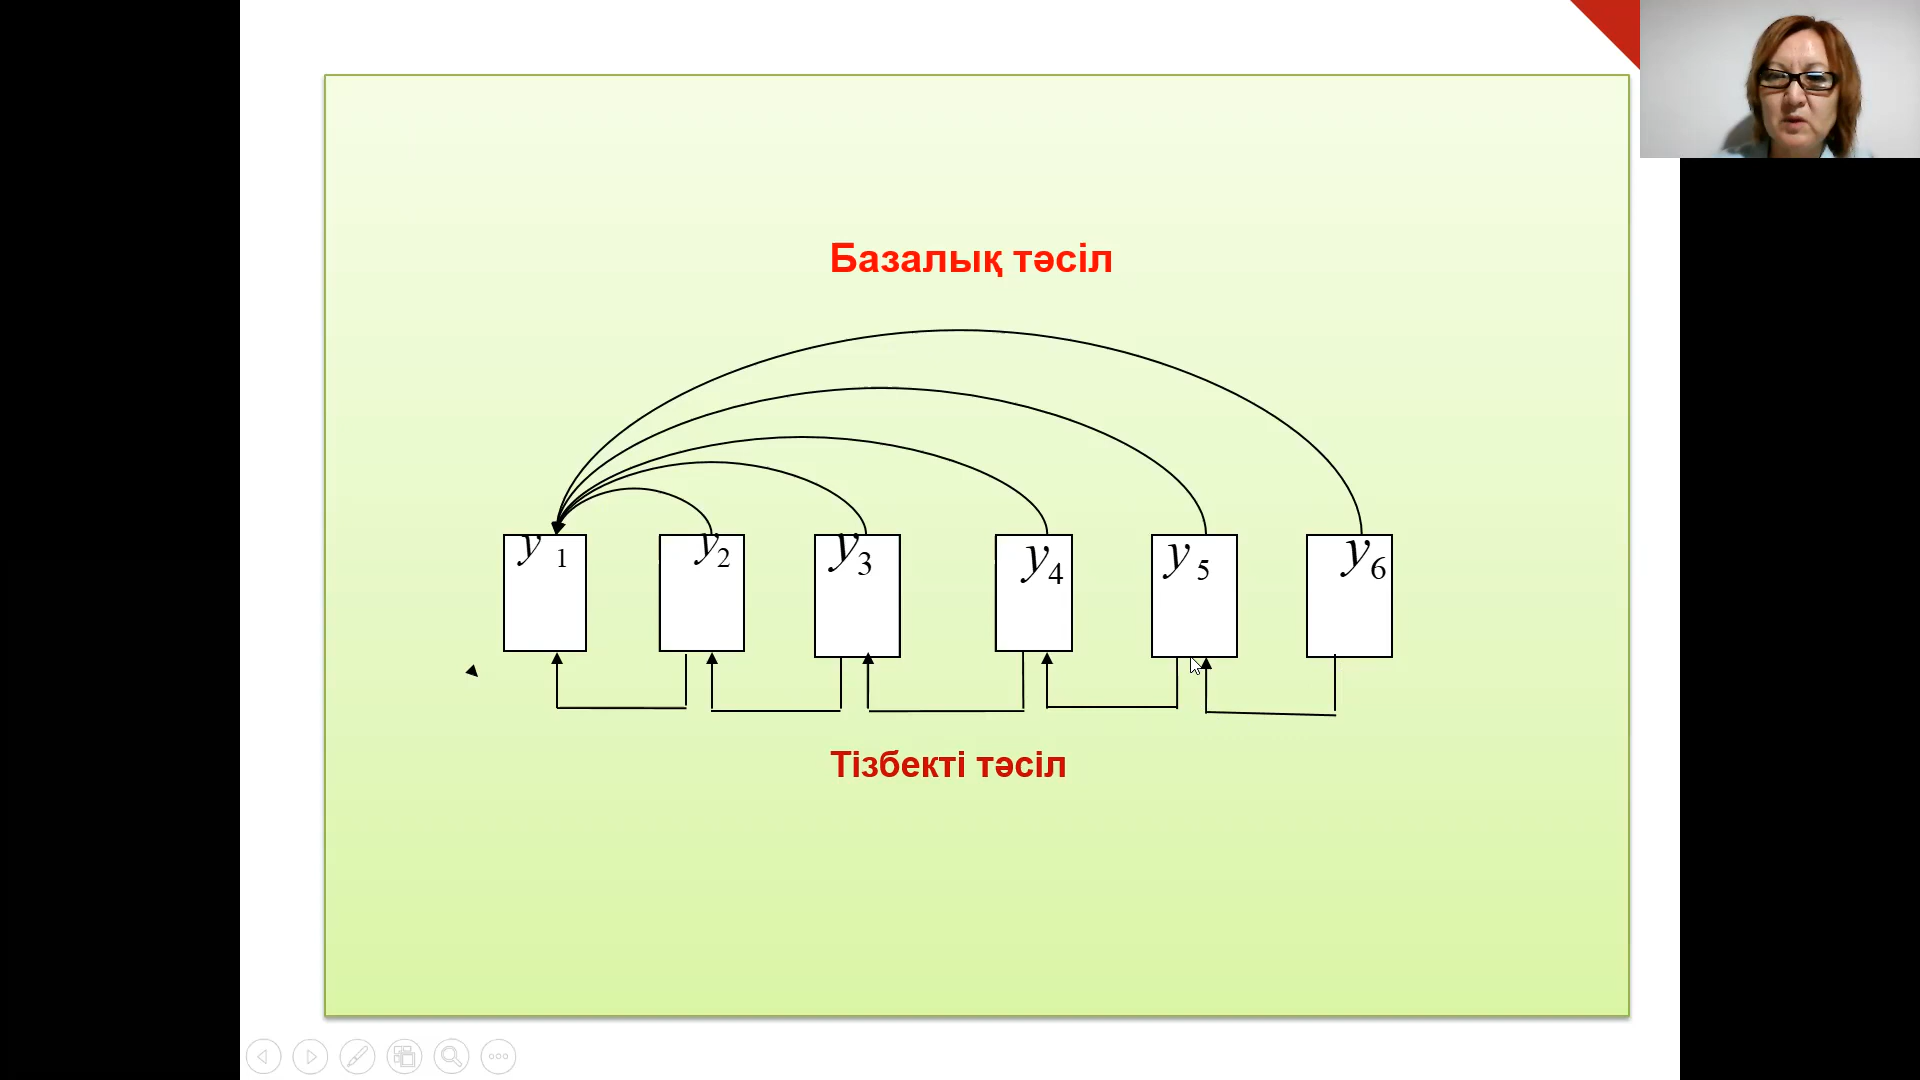 Базалық тәсіл
y 1 y2 y3 y4 y5 y6
Тізбекті тәсіл